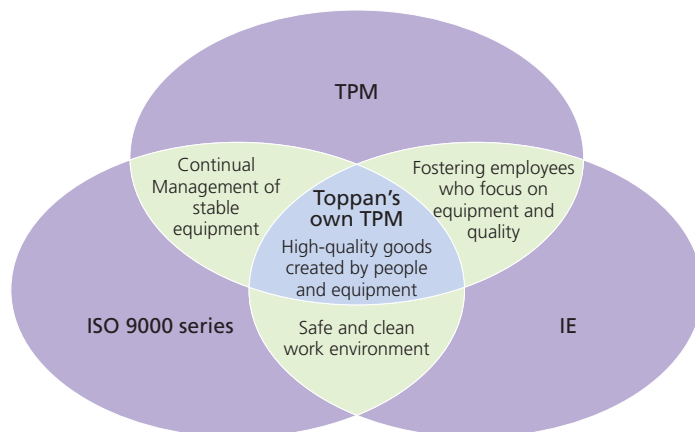 TPM
Continual
Management of
stable
equipment
Fostering employees
who focus on
equipment and
quality
Toppan's
own TPM
High-quality goods
created by people
and equipment
ISO 9000 series
Safe and clean
work environment
IE